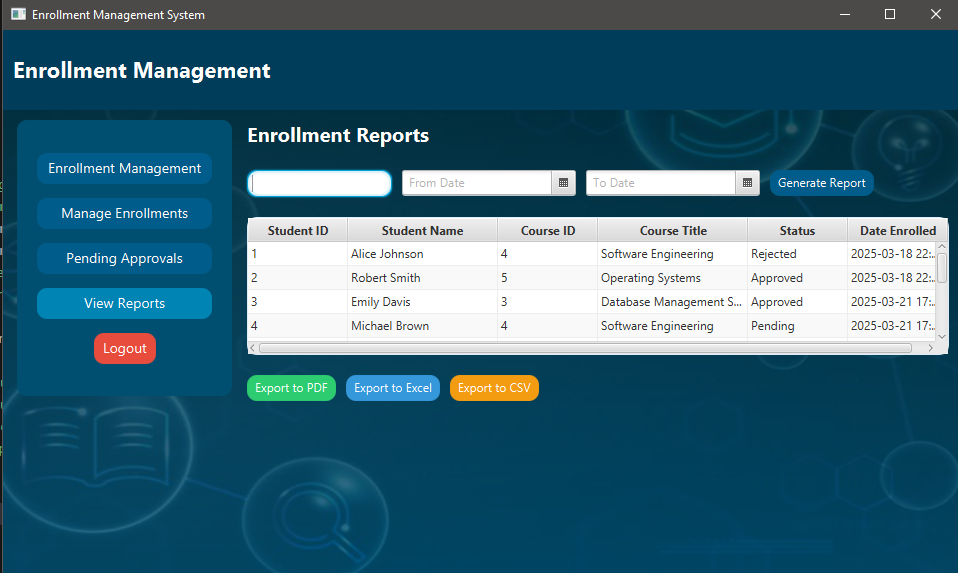 Enrollment Management System
Enrollment Management
Enrollment Management
Manage Enrollments
Pending Approvals
View Reports
Logout
Enrollment Reports
From Date To Date Generate Report
Student ID Student Name Course ID Course Title Status Date Enrolled
1 Alice Johnson 4 Software Engineering Rejected 2025-03-18 22:..
2 Robert Smith 5 Operating Systems Approved 2025-03-18 22:..
3 Emily Davis 3 Database Management S... Approved 2025-03-21 17:..
4 Michael Brown 4 Software Engineering Pending 2025-03-21 17:..
Export to PDF Export to Excel Export to CSV